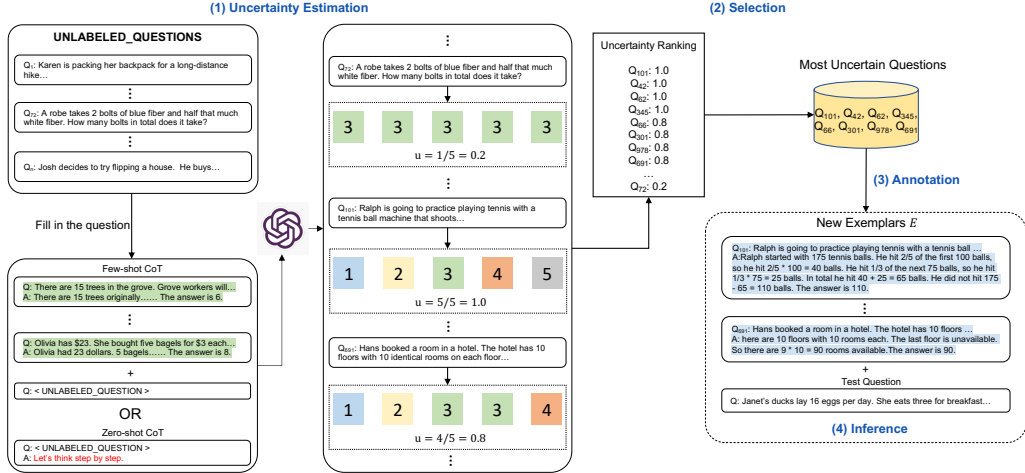 (1) Uncertainty Estimation
(2) Selection
UNLABELED_QUESTIONS
Q1: Karen is packing her backpack for a long-distance
hike…
⋮
Q72: A robe takes 2 bolts of blue fiber and half that much
white fiber. How many bolts in total does it take?
⋮
Qn: Josh decides to try flipping a house. He buys…
Fill in the question
Few-shot CoT
Q: There are 15 trees in the grove. Grove workers will…
A: There are 15 trees originally…… The answer is 6.
⋮
Q: Olivia has $23. She bought five bagels for $3 each…
A: Olivia had 23 dollars. 5 bagels…… The answer is 8.
+
Q: < UNLABELED_QUESTION >
OR
Zero-shot CoT
Q: < UNLABELED_QUESTION >
A: Let's think step by step.
⋮
Q72: A robe takes 2 bolts of blue fiber and half that much
white fiber. How many bolts in total does it take?
3 3 3 3 3
u = 1/5 = 0.2
⋮
Q101: Ralph is going to practice playing tennis with a
tennis ball machine that shoots…
1 2 3 4 5
u = 5/5 = 1.0
⋮
Q691: Hans booked a room in a hotel. The hotel has 10
floors with 10 identical rooms on each floor…
1 2 3 3 4
u = 4/5 = 0.8
⋮
Uncertainty Ranking
Q101: 1.0
Q42: 1.0
Q62: 1.0
Q345: 1.0
Q66: 0.8
Q301: 0.8
Q978: 0.8
Q691: 0.8
…
Q72: 0.2
Most Uncertain Questions
Q101, Q42, Q62, Q345,
Q66, Q301, Q978, Q691
(3) Annotation
New Exemplars E
Q101: Ralph is going to practice playing tennis with a tennis ball …
A:Ralph started with 175 tennis balls. He hit 2/5 of the first 100 balls,
so he hit 2/5 * 100 = 40 balls. He hit 1/3 of the next 75 balls, so he hit
1/3 * 75 = 25 balls. In total he hit 40 + 25 = 65 balls. He did not hit 175
- 65 = 110 balls. The answer is 110.
⋮
Q691: Hans booked a room in a hotel. The hotel has 10 floors …
A: here are 10 floors with 10 rooms each. The last floor is unavailable.
So there are 9 * 10 = 90 rooms available.The answer is 90.
+
Test Question
Q: Janet's ducks lay 16 eggs per day. She eats three for breakfast…
(4) Inference